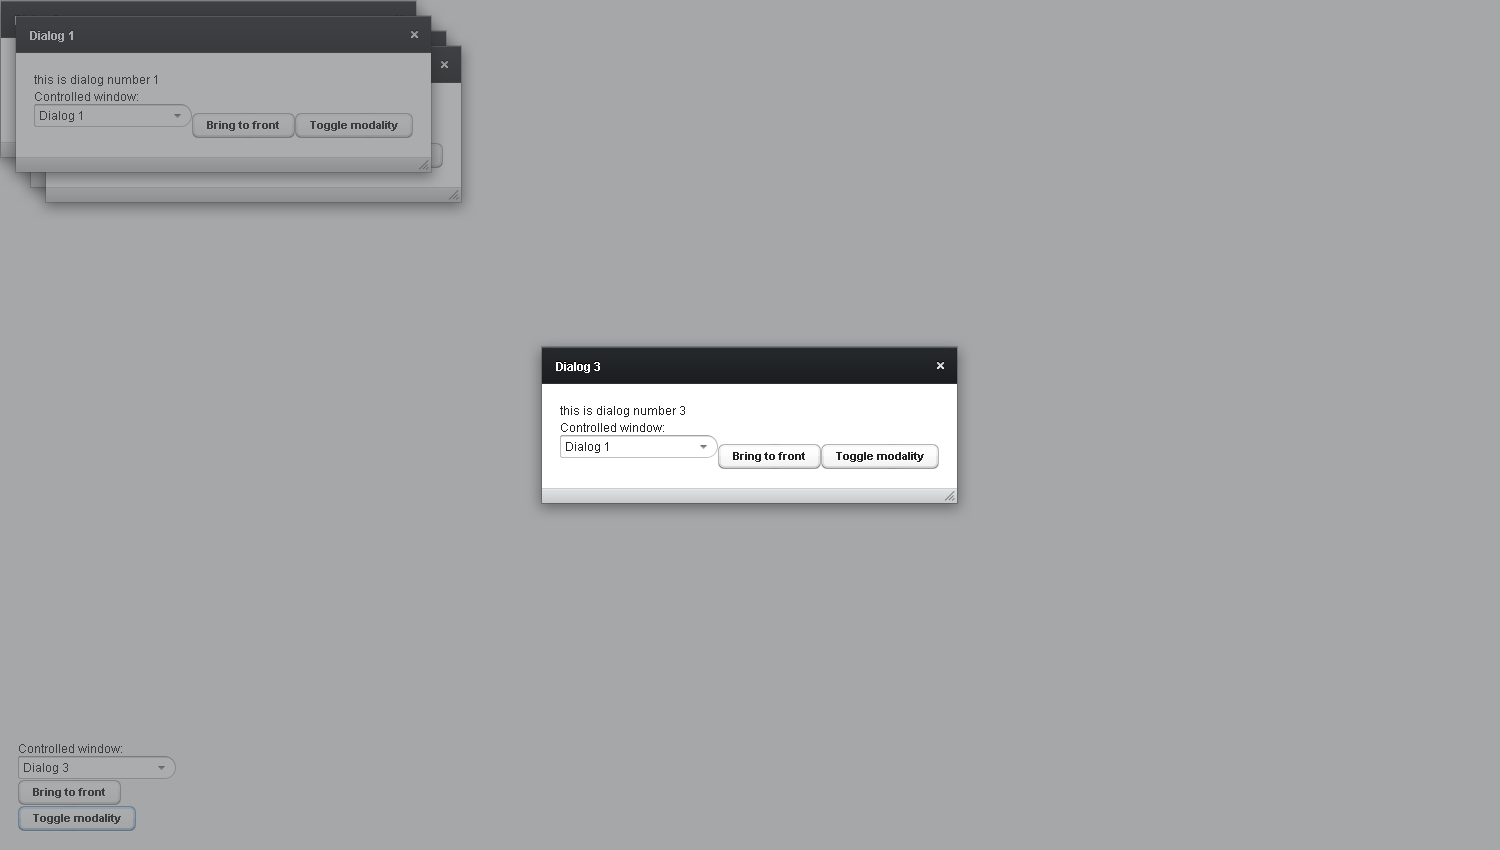 Dialog 1
this is dialog number 1
Controlled window:
Dialog 1
Bring to front
Toggle modality
Dialog 3
this is dialog number 3
Controlled window:
Dialog 1
Bring to front
Toggle modality
Controlled window:
Dialog 3
Bring to front
Toggle modality